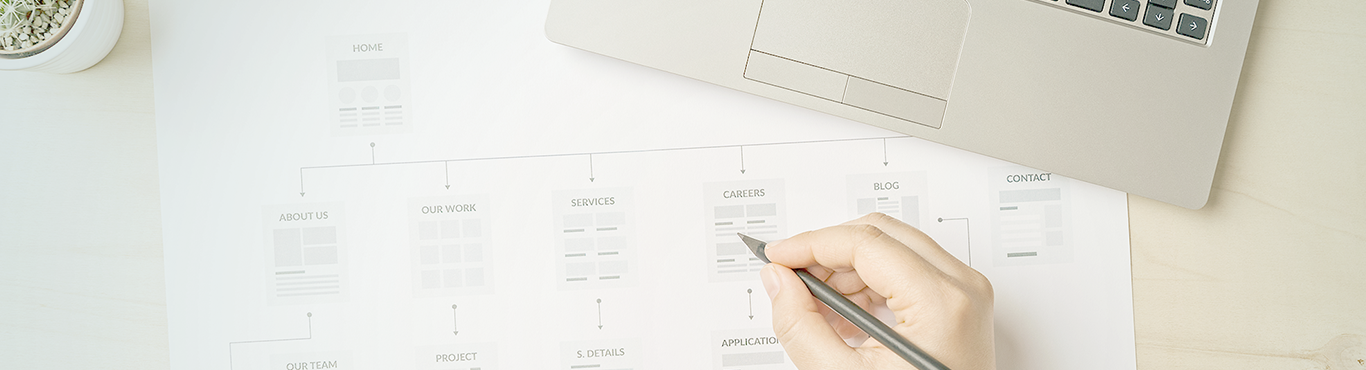 HOME
ABOUT US
OUR WORK
SERVICES
CAREERS
BLOG
CONTACT
OUR TEAM
PROJECT
S. DETAILS
APPLICATION